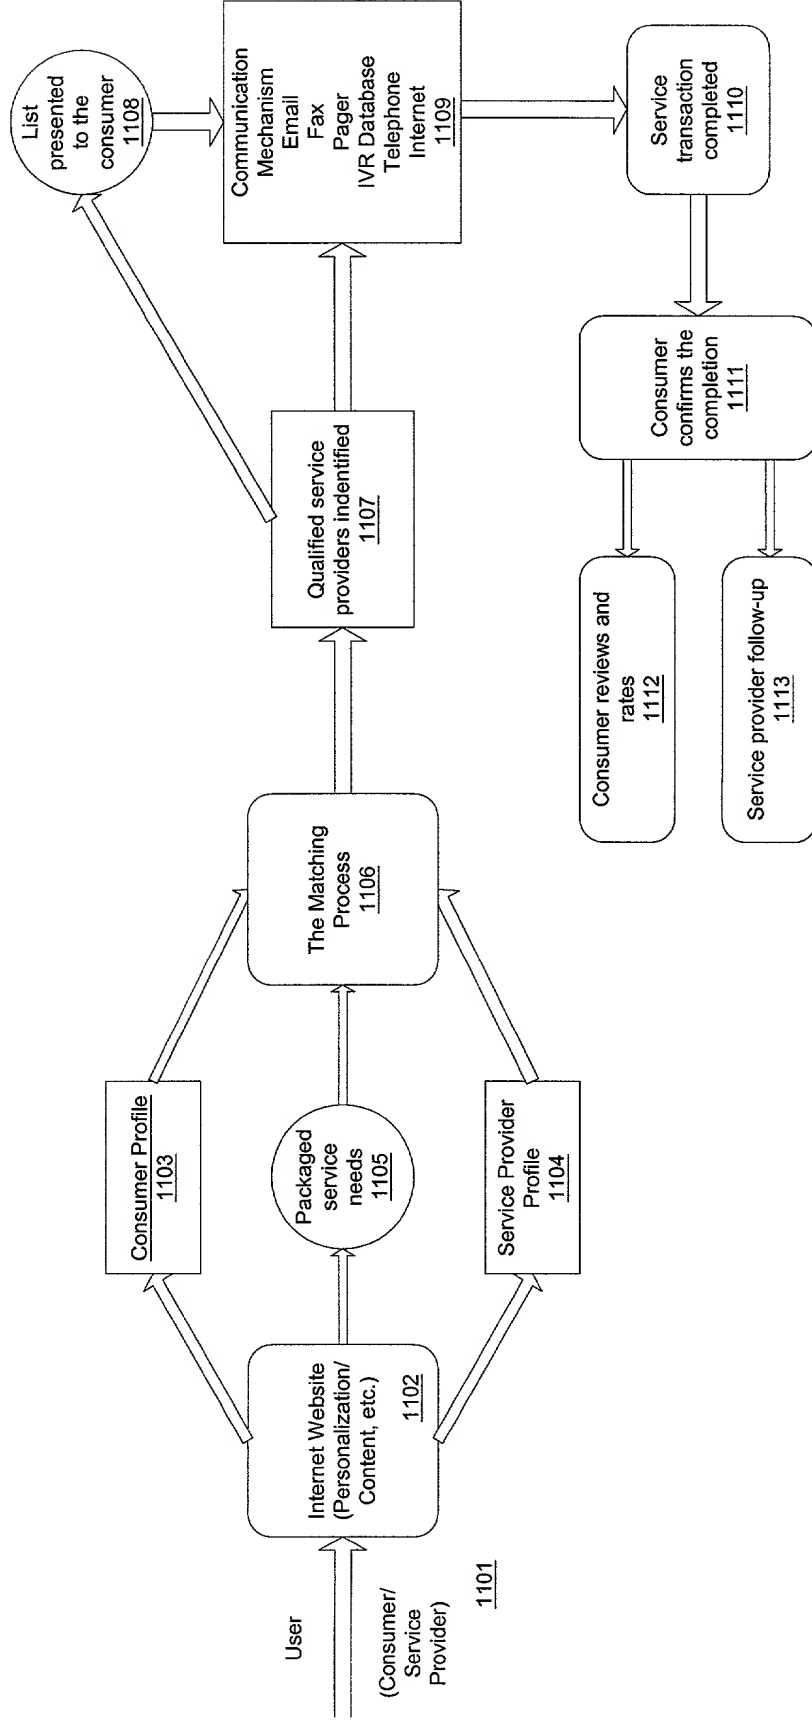 User
(Consumer/
Service
Provider)
1101
Internet Website
(Personalization/
Content, etc.)
1102
Consumer Profile
1103
Packaged
service
needs
1105
Service Provider
Profile
1104
The Matching
Process
1106
Qualified service
providers indentified
1107
List
presented
to the
consumer
1108
Communication
Mechanism
Email
Fax
Pager
IVR Database
Telephone
Internet
1109
Service
transaction
completed
1110
Consumer
confirms the
completion
1111
Consumer reviews and
rates
1112
Service provider follow-up
1113